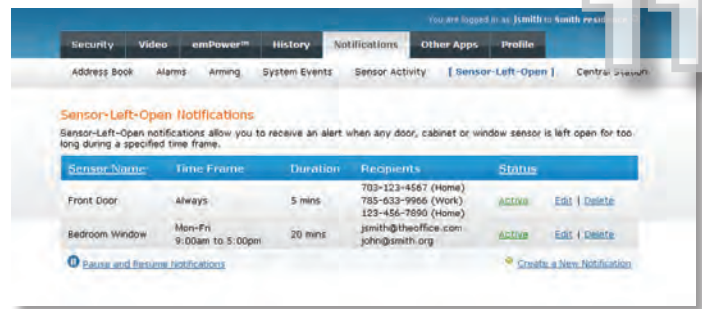 You are logged in as jsmith to Smith residence
Security Video emPower™ History Notifications Other Apps Profile
Address Book Alarms Arming System Events Sensor Activity [ Sensor-Left-Open ] Central Station
Sensor-Left-Open Notifications
Sensor-Left-Open notifications allow you to receive an alert when any door, cabinet or window sensor is left open for too
long during a specified time frame.
Sensor Name Time Frame Duration Recipients Status
Front Door Always 5 mins 703-123-4567 (Home) Active Edit | Delete
785-633-9966 (Work)
123-456-7890 (Home)
Bedroom Window Mon-Fri 20 mins jsmith@theoffice.com Active Edit | Delete
9:00am to 5:00pm john@smith.org
Pause and Resume Notifications Create a New Notification